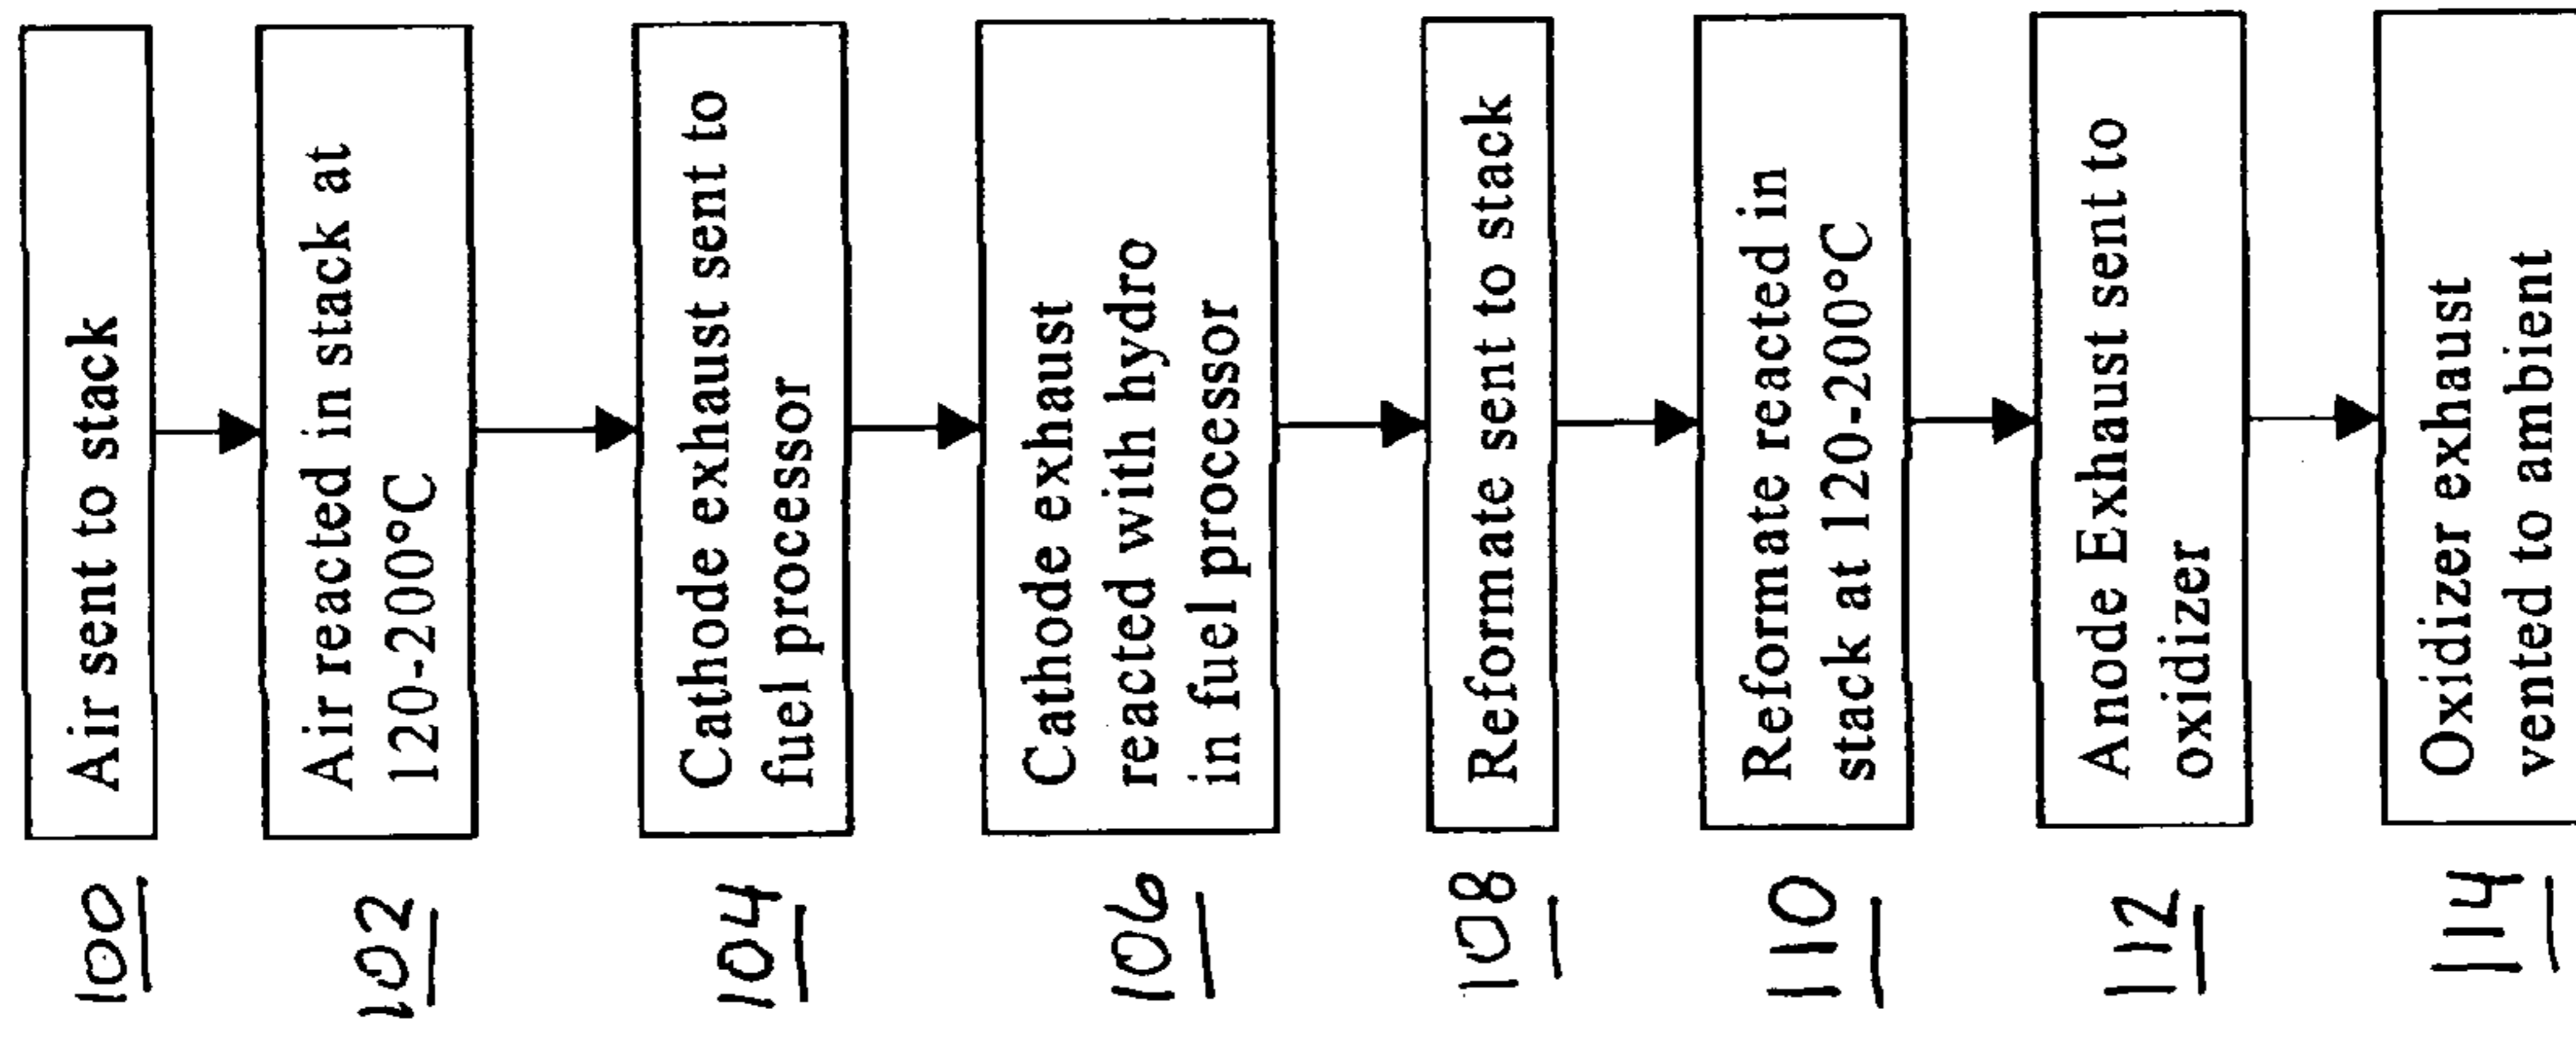 100
Air sent to stack
102
Air reacted in stack at
120-200°C
104
Cathode exhaust sent to
fuel processor
106
Cathode exhaust
reacted with hydro
in fuel processor
108
Reformate sent to stack
110
Reformate reacted in
stack at 120-200°C
112
Anode Exhaust sent to
oxidizer
114
Oxidizer exhaust
vented to ambient